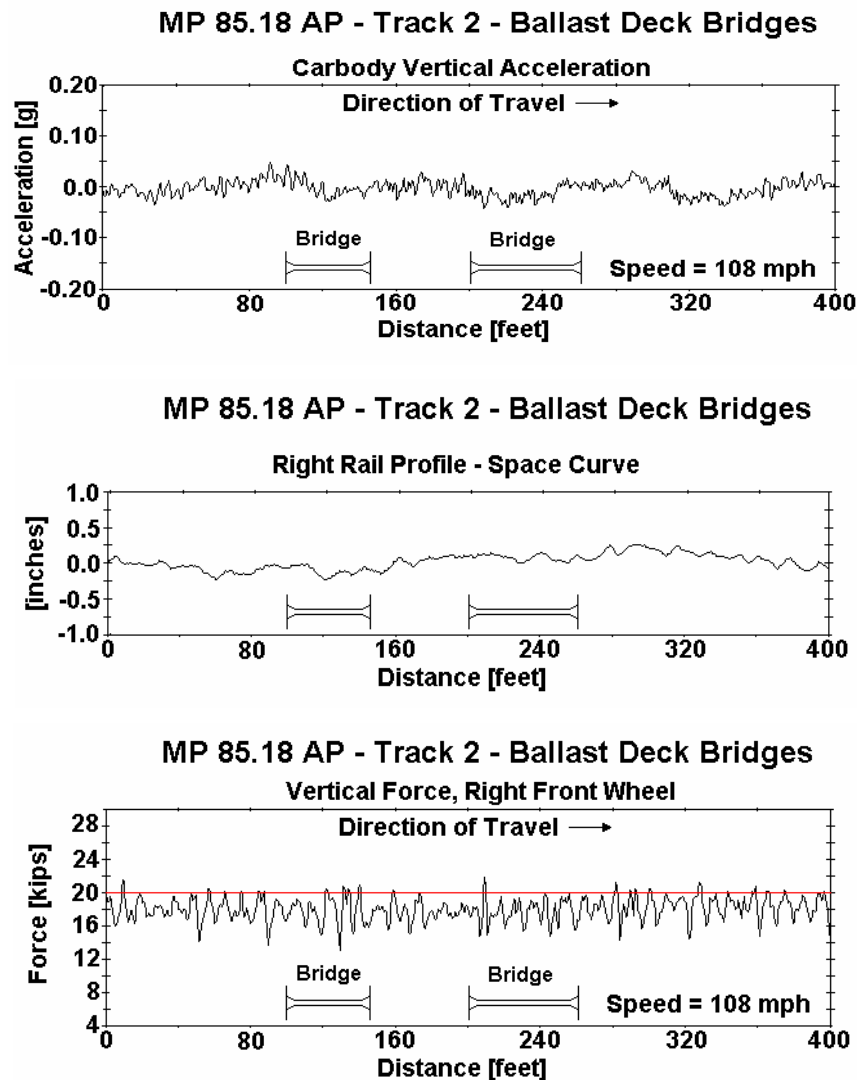 MP 85.18 AP - Track 2 - Ballast Deck Bridges
Carbody Vertical Acceleration
Direction of Travel
Acceleration [g]
0.20
0.10
0.0
-0.10
-0.20
Bridge
Bridge
Speed = 108 mph
0 80 160 240 320 400
Distance [feet]
MP 85.18 AP - Track 2 - Ballast Deck Bridges
Right Rail Profile - Space Curve
[inches]
1.0
0.5
0.0
-0.5
-1.0
0 80 160 240 320 400
Distance [feet]
MP 85.18 AP - Track 2 - Ballast Deck Bridges
Vertical Force, Right Front Wheel
Direction of Travel
Force [kips]
28
24
20
16
12
8
4
Bridge
Bridge
Speed = 108 mph
0 80 160 240 320 400
Distance [feet]